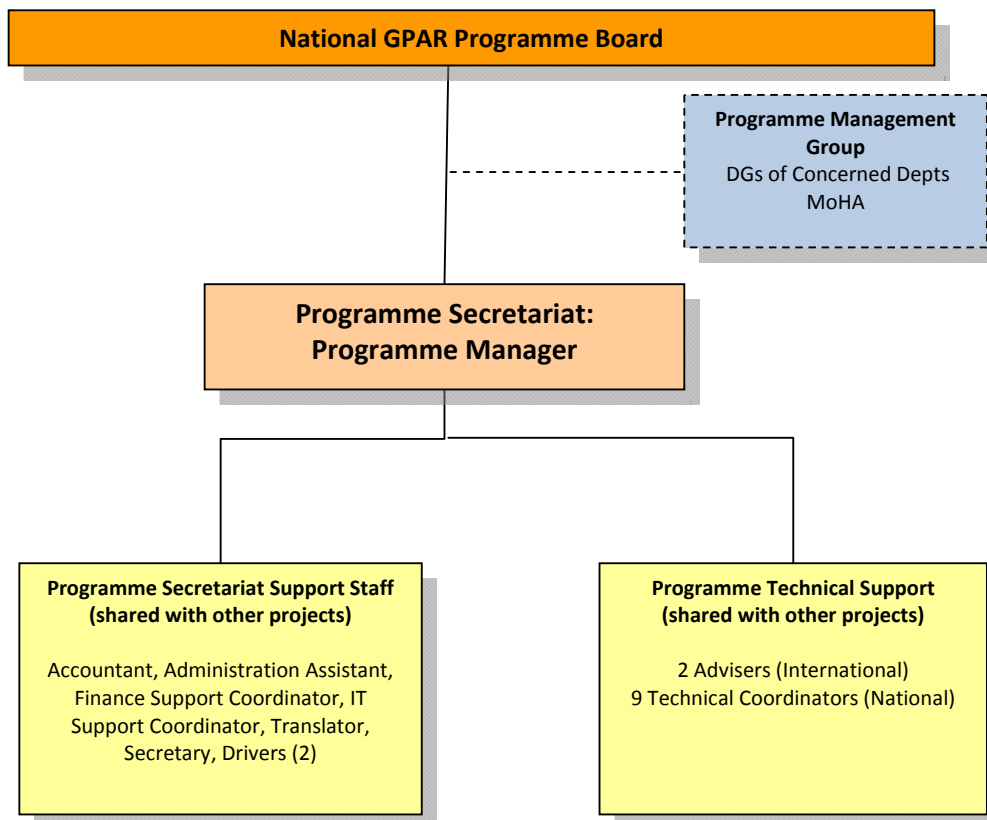 National GPAR Programme Board
Programme Management
Group
DGs of Concerned Depts
MoHA
Programme Secretariat:
Programme Manager
Programme Secretariat Support Staff
(shared with other projects)
Accountant, Administration Assistant,
Finance Support Coordinator, IT
Support Coordinator, Translator,
Secretary, Drivers (2)
Programme Technical Support
(shared with other projects)
2 Advisers (International)
9 Technical Coordinators (National)